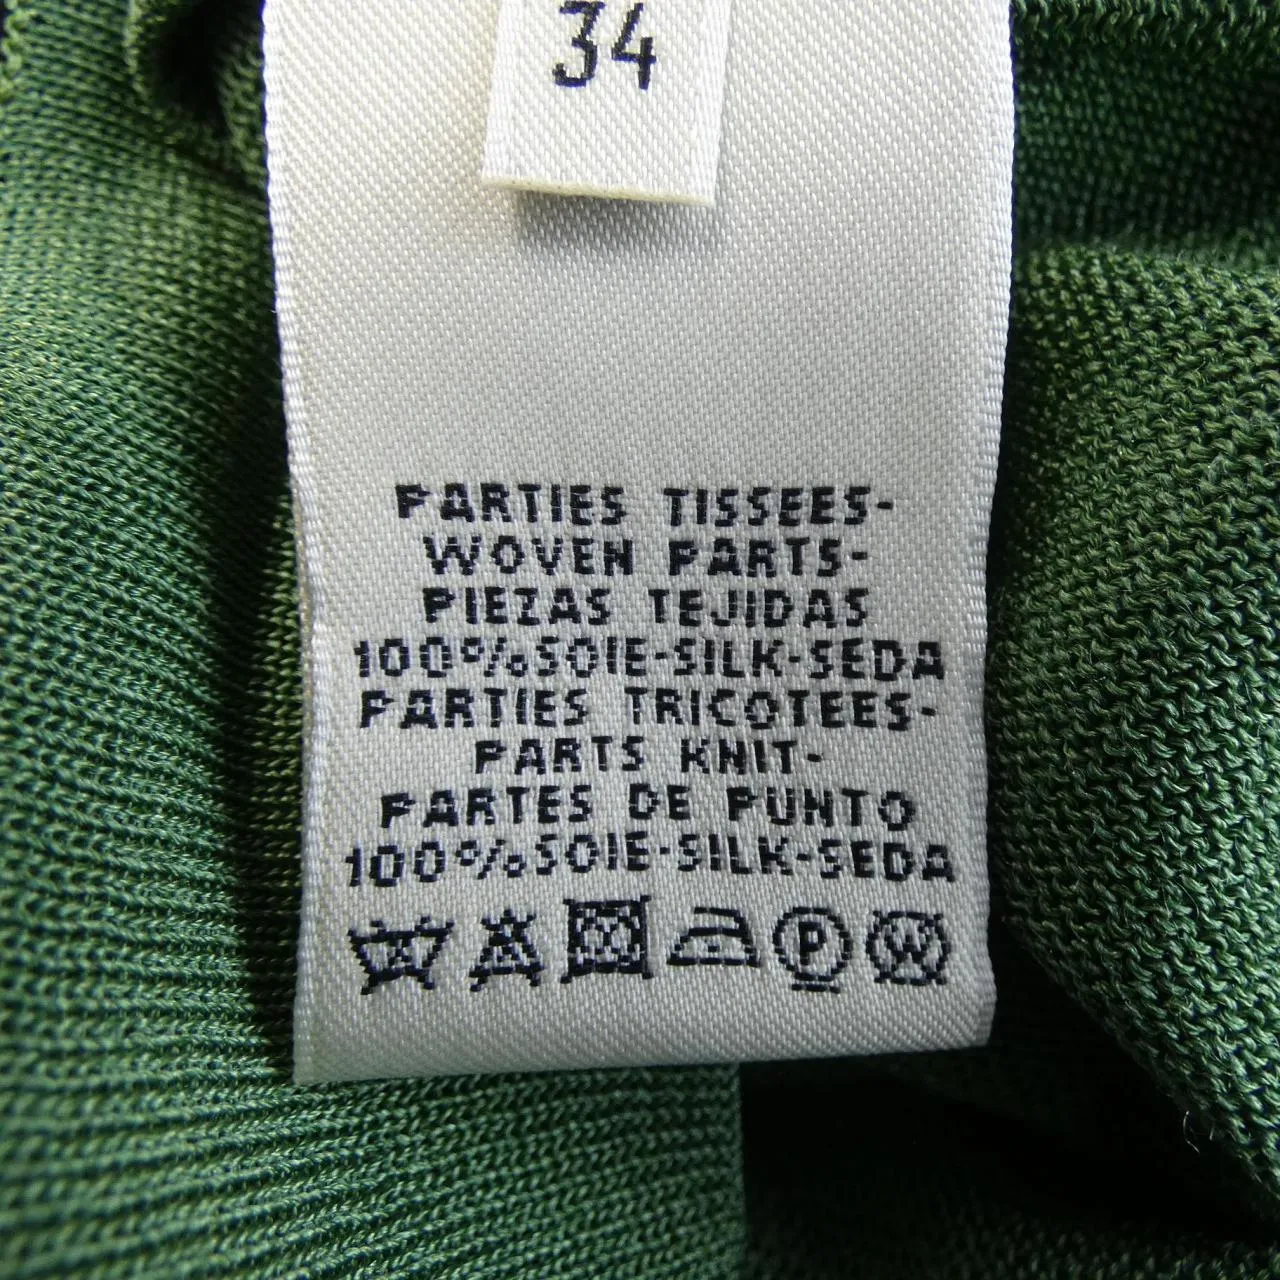 34
PARTIES TISSEES-
WOVEN PARTS-
PIEZAS TEJIDAS
100%SOIE-SILK-SEDA
PARTIES TRICOTEES-
PARTS KNIT-
PARTES DE PUNTO
100%SOIE-SILK-SEDA
P W